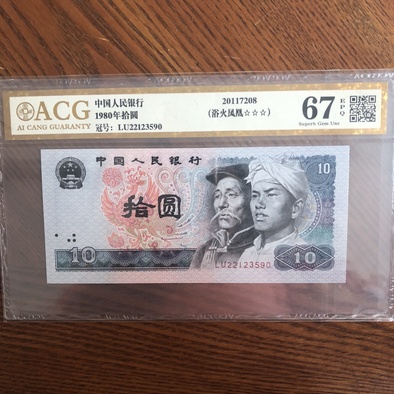 ACG
AI CANG GUARANTY
中国人民银行
1980年拾圆
冠号: LU22123590
20117208
(浴火凤凰☆☆☆)
67
EPQ
Superb Gem Unc
中国人民银行
10
拾圆
10
10
LU22123590